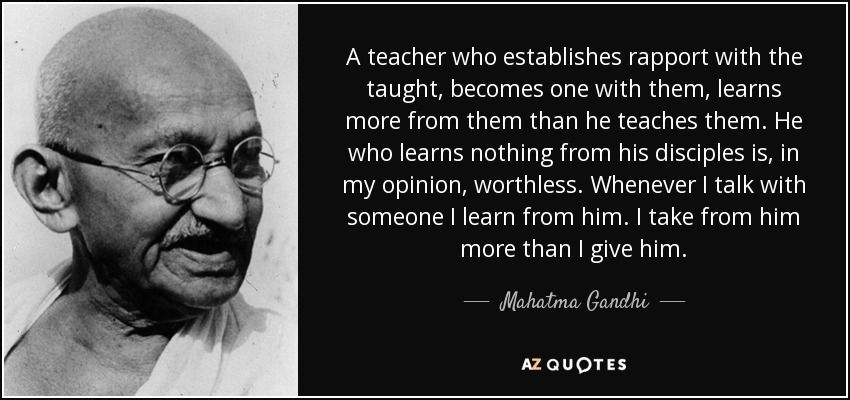 A teacher who establishes rapport with the
taught, becomes one with them, learns
more from them than he teaches them. He
who learns nothing from his disciples is, in
my opinion, worthless. Whenever I talk with
someone I learn from him. I take from him
more than I give him.
Mahatma Gandhi
AZ QUOTES